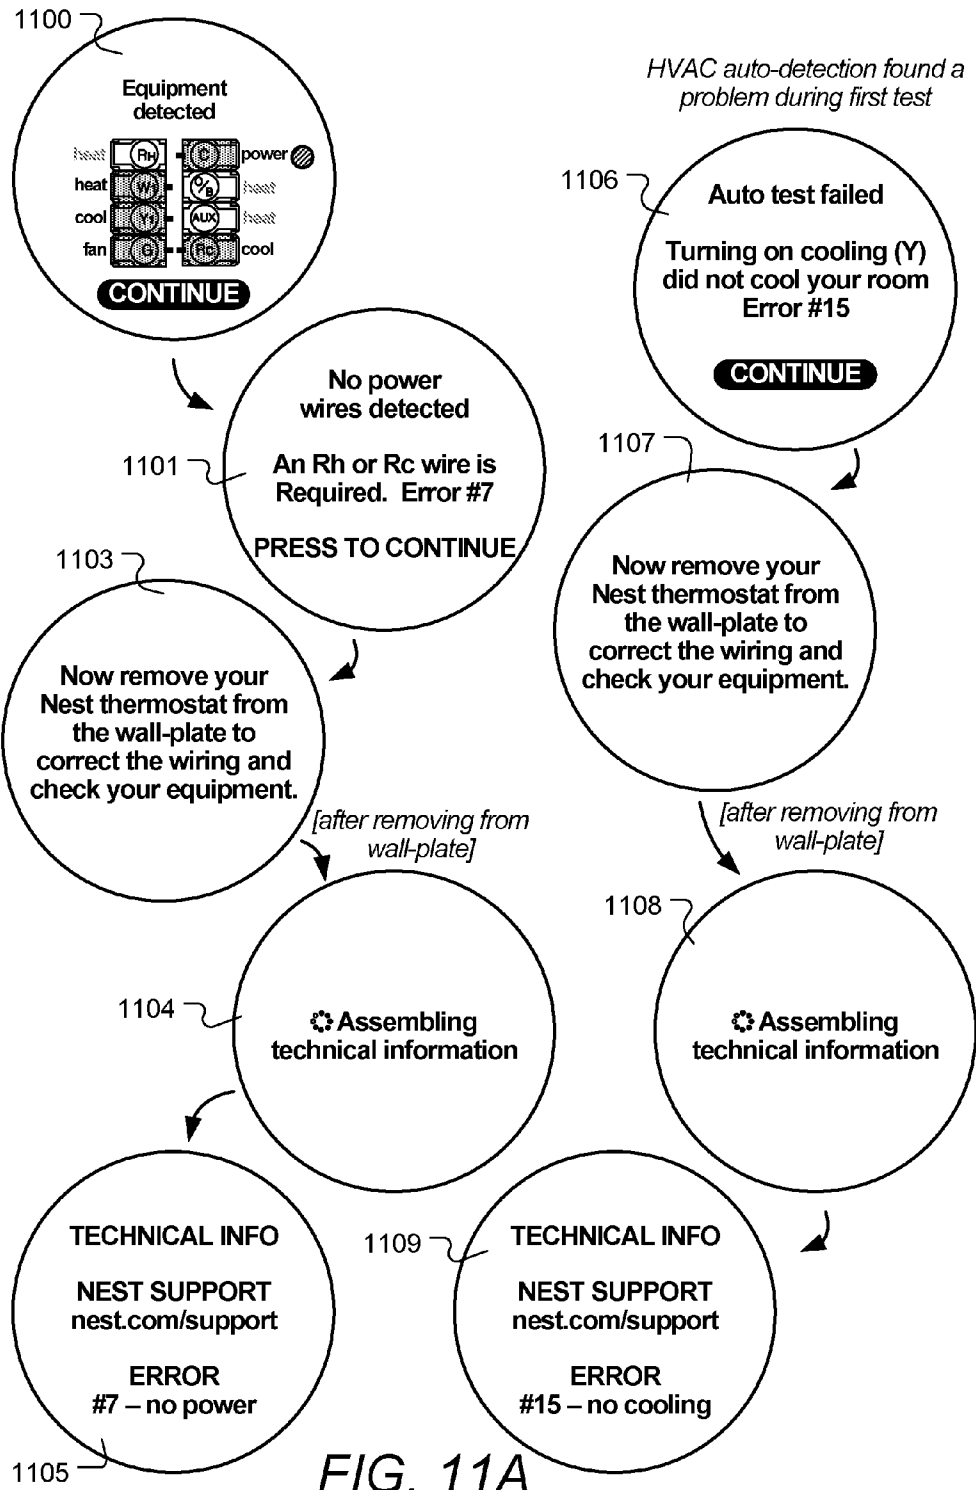 1100
Equipment
detected
heat RH C power
heat W1 O/B heat
cool Y1 AUX heat
fan G Rc cool
CONTINUE
1101
No power
wires detected
An Rh or Rc wire is
Required. Error #7
PRESS TO CONTINUE
1103
Now remove your
Nest thermostat from
the wall-plate to
correct the wiring and
check your equipment.
[after removing from
wall-plate]
1104
Assembling
technical information
TECHNICAL INFO
NEST SUPPORT
nest.com/support
ERROR
#7 – no power
1105
HVAC auto-detection found a
problem during first test
1106
Auto test failed
Turning on cooling (Y)
did not cool your room
Error #15
CONTINUE
1107
Now remove your
Nest thermostat from
the wall-plate to
correct the wiring and
check your equipment.
[after removing from
wall-plate]
1108
Assembling
technical information
1109
TECHNICAL INFO
NEST SUPPORT
nest.com/support
ERROR
#15 – no cooling
FIG. 11A